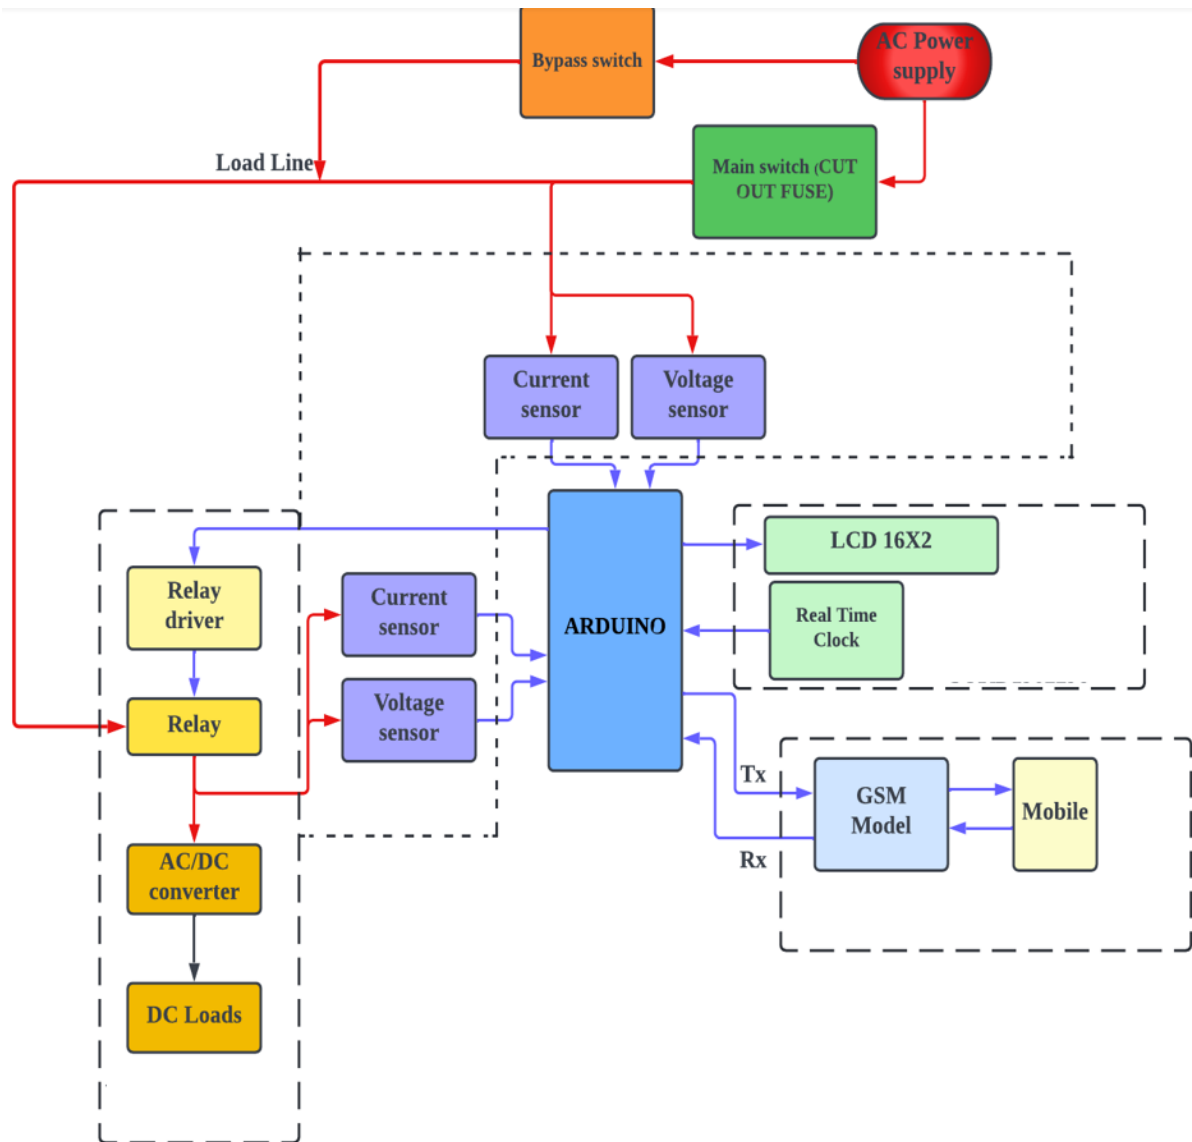 AC Power
supply
Bypass switch
Load Line
Main switch (CUT
OUT FUSE)
Current
sensor
Voltage
sensor
LCD 16X2
Relay
driver
Current
sensor
ARDUINO
Real Time
Clock
Relay
Voltage
sensor
Tx
GSM
Model
Mobile
Rx
AC/DC
converter
DC Loads